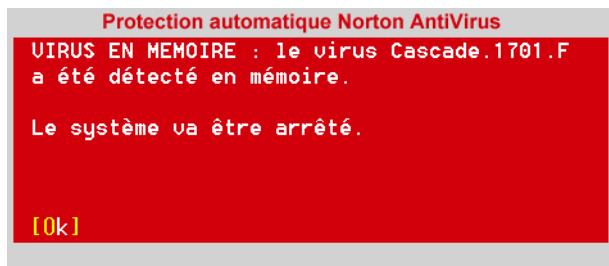 Protection automatique Norton AntiVirus
VIRUS EN MEMOIRE : le virus Cascade.1701.F
a été détecté en mémoire.
Le système va être arrêté.
[Ok]